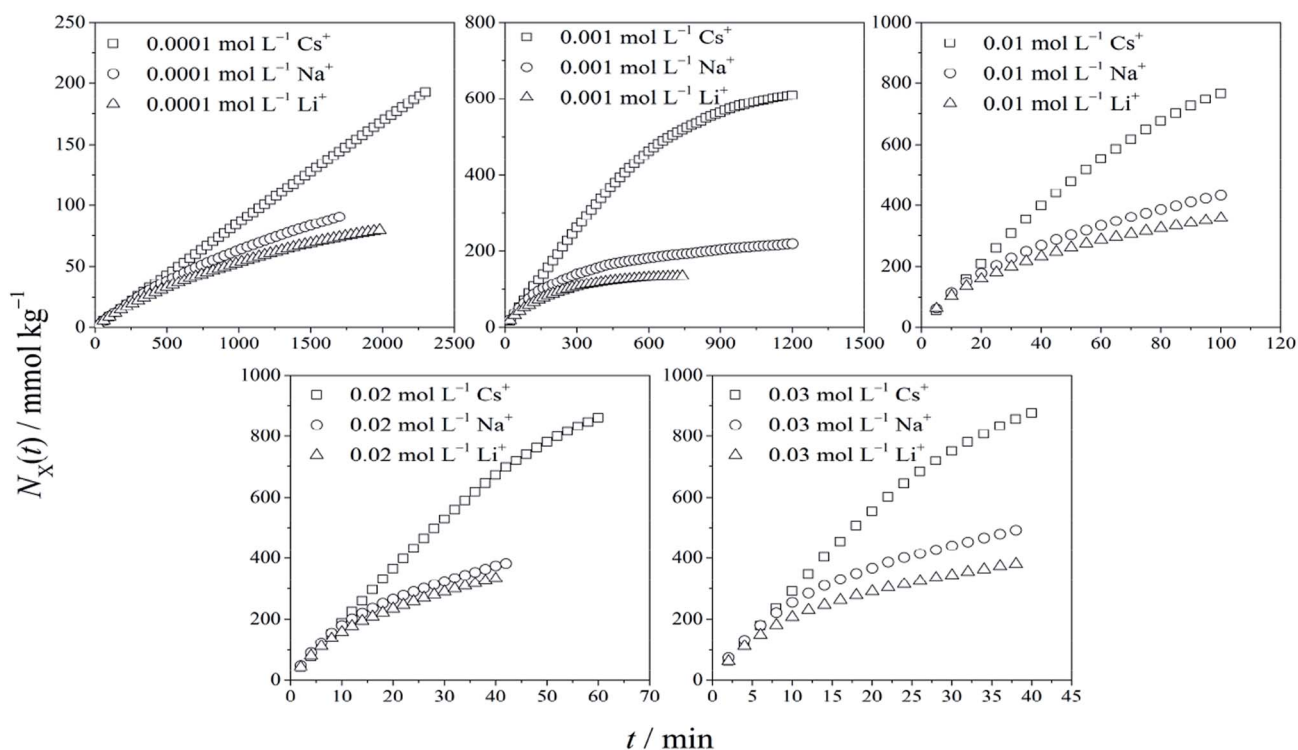 250
200
150
100
50
0
0 500 1000 1500 2000 2500
0.0001 mol L⁻¹ Cs⁺
0.0001 mol L⁻¹ Na⁺
0.0001 mol L⁻¹ Li⁺
800
600
400
200
0
0 300 600 900 1200 1500
0.001 mol L⁻¹ Cs⁺
0.001 mol L⁻¹ Na⁺
0.001 mol L⁻¹ Li⁺
1000
800
600
400
200
0
0 20 40 60 80 100 120
0.01 mol L⁻¹ Cs⁺
0.01 mol L⁻¹ Na⁺
0.01 mol L⁻¹ Li⁺
N_X(t) / mmol kg⁻¹
1000
800
600
400
200
0
0 10 20 30 40 50 60 70
0.02 mol L⁻¹ Cs⁺
0.02 mol L⁻¹ Na⁺
0.02 mol L⁻¹ Li⁺
1000
800
600
400
200
0
0 5 10 15 20 25 30 35 40 45
0.03 mol L⁻¹ Cs⁺
0.03 mol L⁻¹ Na⁺
0.03 mol L⁻¹ Li⁺
t / min